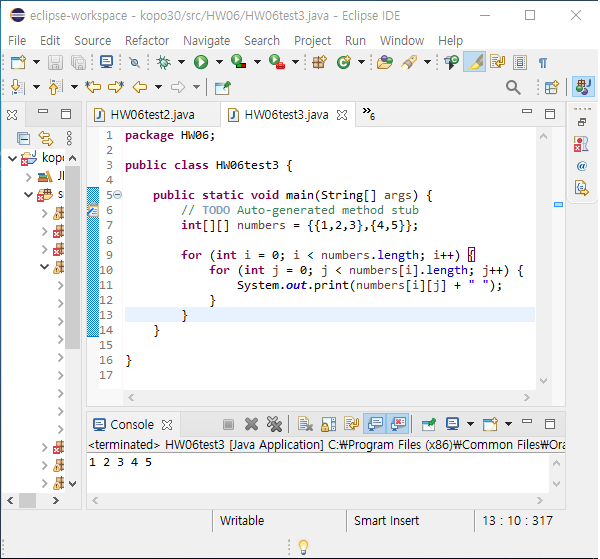 eclipse-workspace - kopo30/src/HW06/HW06test3.java - Eclipse IDE
File Edit Source Refactor Navigate Search Project Run Window Help
HW06test2.java HW06test3.java »6
kopo
1 package HW06;
2
3 public class HW06test3 {
4
5 public static void main(String[] args) {
6 // TODO Auto-generated method stub
7 int[][] numbers = {{1,2,3},{4,5}};
8
9 for (int i = 0; i < numbers.length; i++) {
10 for (int j = 0; j < numbers[i].length; j++) {
11 System.out.print(numbers[i][j] + " ");
12 }
13 }
14 }
15
16 }
17
Console
<terminated> HW06test3 [Java Application] C:₩Program Files (x86)₩Common Files₩Ora
1 2 3 4 5
Writable Smart Insert 13 : 10 : 317